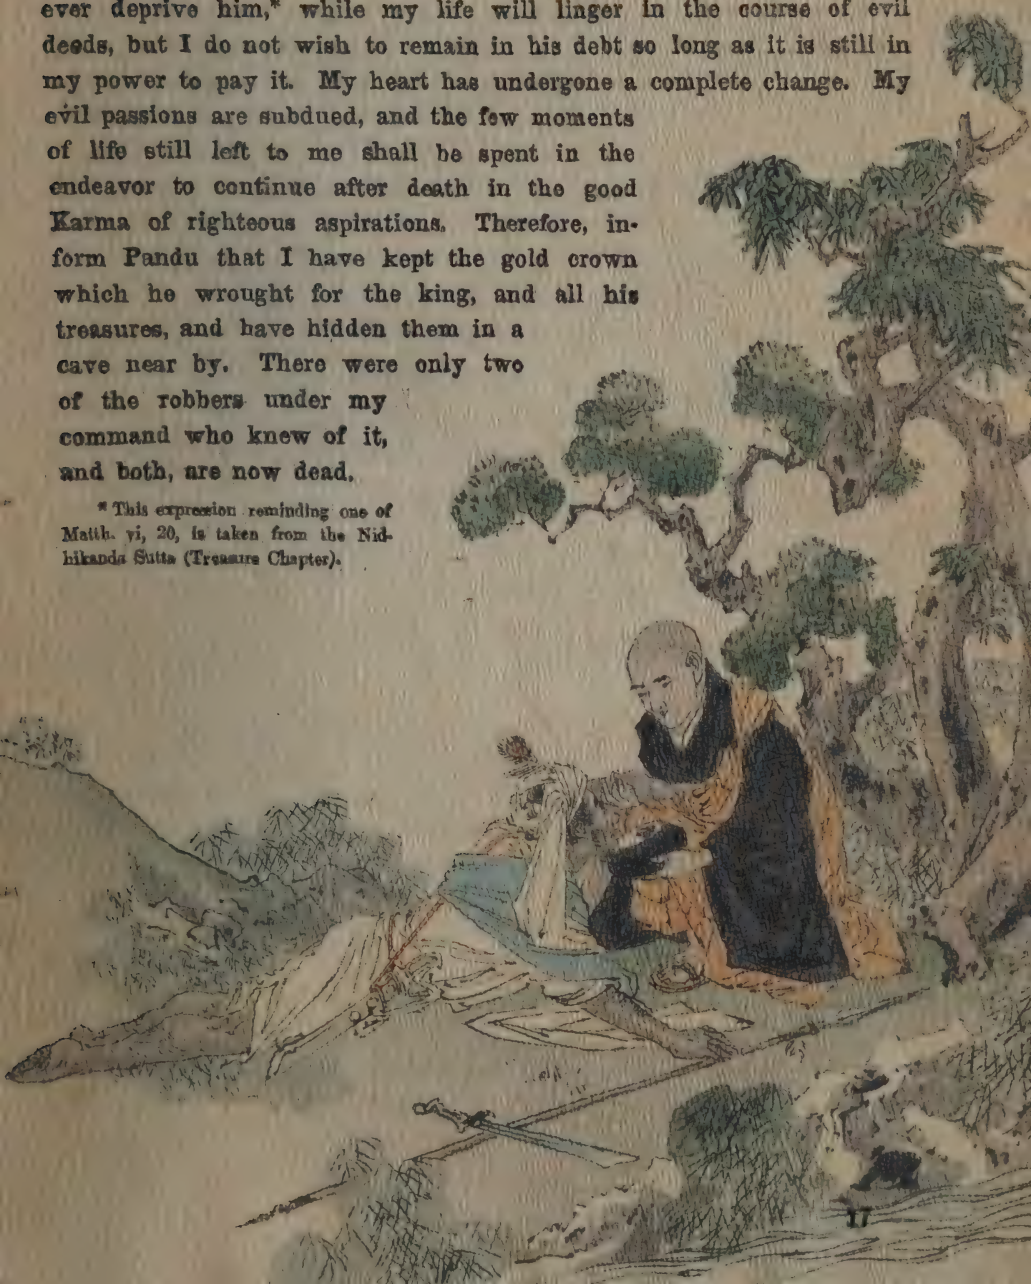 ever deprive him,* while my life will linger in the course of evil
deeds, but I do not wish to remain in his debt so long as it is still in
my power to pay it. My heart has undergone a complete change. My
evil passions are subdued, and the few moments
of life still left to me shall be spent in the
endeavor to continue after death in the good
Karma of righteous aspirations. Therefore, in-
form Pandu that I have kept the gold crown
which he wrought for the king, and all his
treasures, and have hidden them in a
cave near by. There were only two
of the robbers under my
command who knew of it,
and both, are now dead.
* This expression reminding one of
Matth. vi, 20, is taken from the Nid-
hikanda Sutta (Treasure Chapter).
17